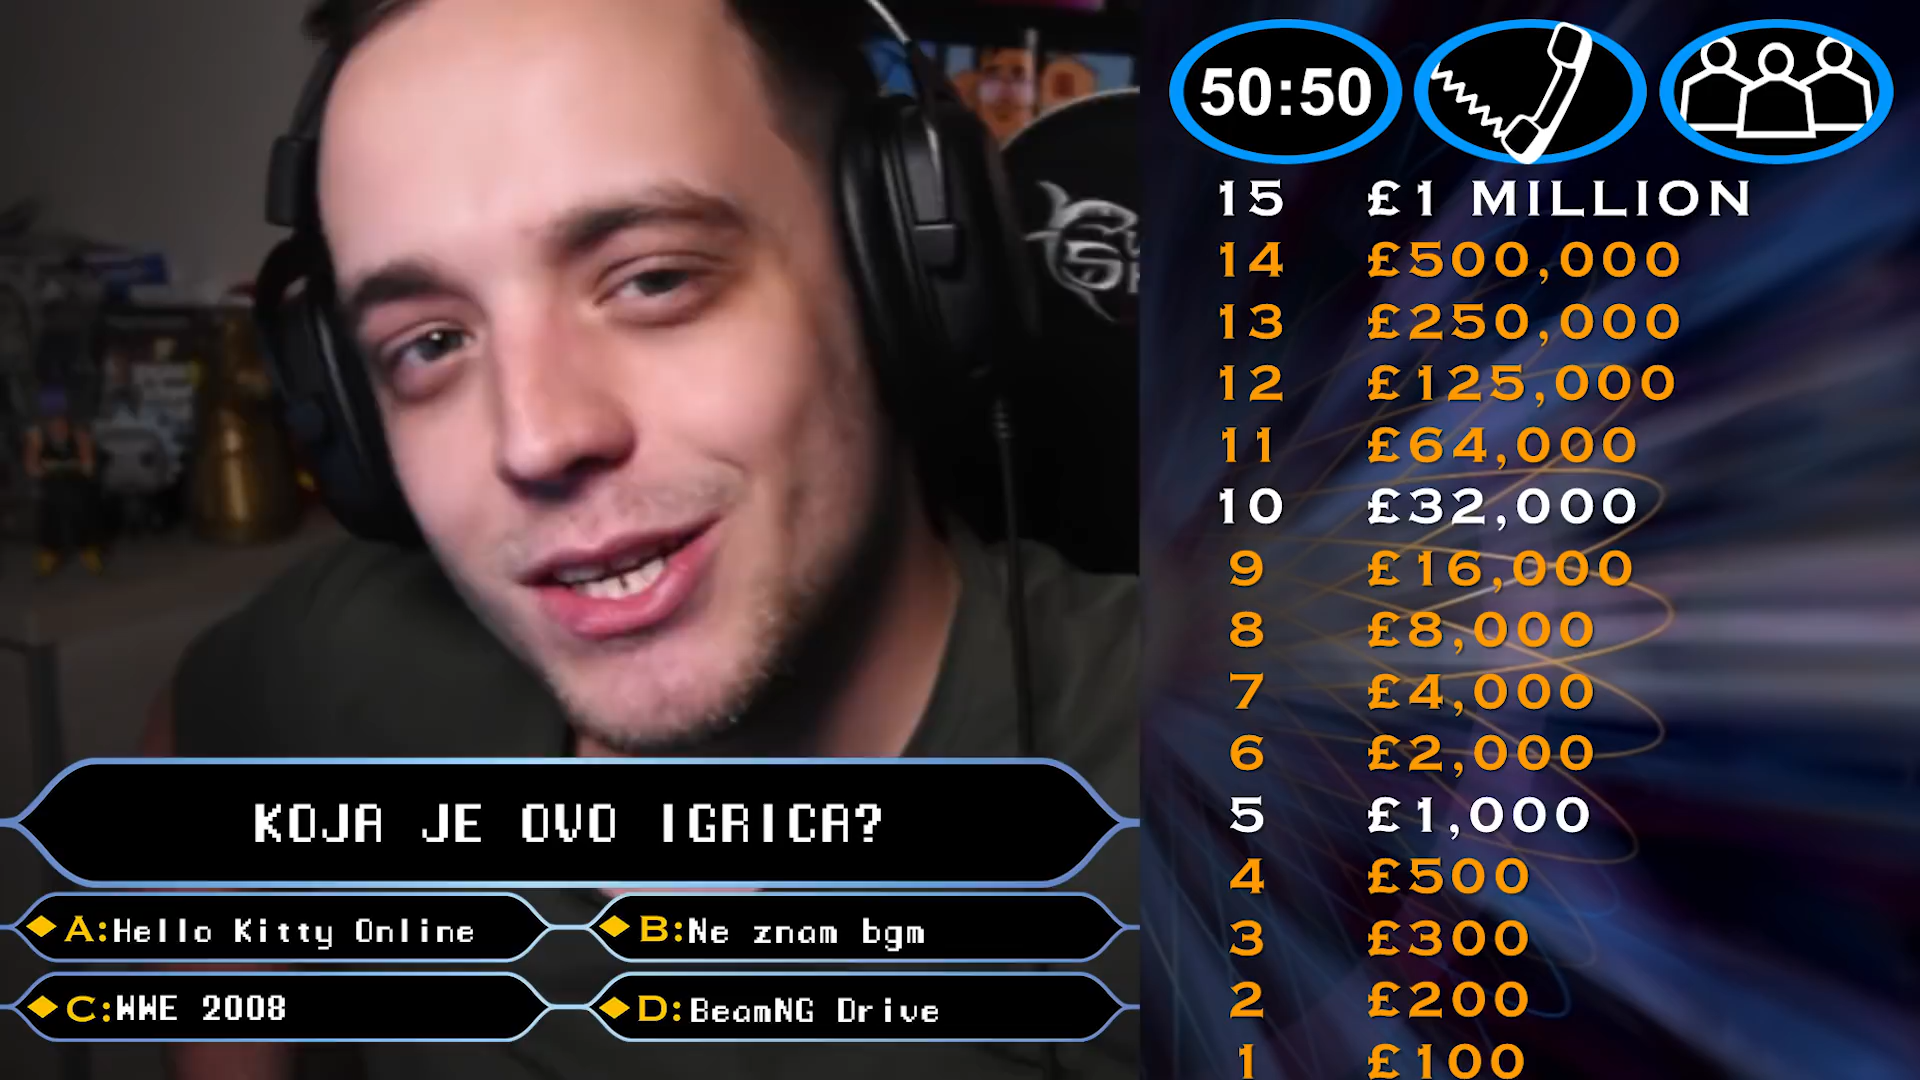 50:50
15 £1 MILLION
14 £500,000
13 £250,000
12 £125,000
11 £64,000
10 £32,000
9 £16,000
8 £8,000
7 £4,000
6 £2,000
5 £1,000
4 £500
3 £300
2 £200
1 £100
KOJA JE OVO IGRICA?
A:Hello Kitty Online
B:Ne znam bgm
C:WWE 2008
D:BeamNG Drive